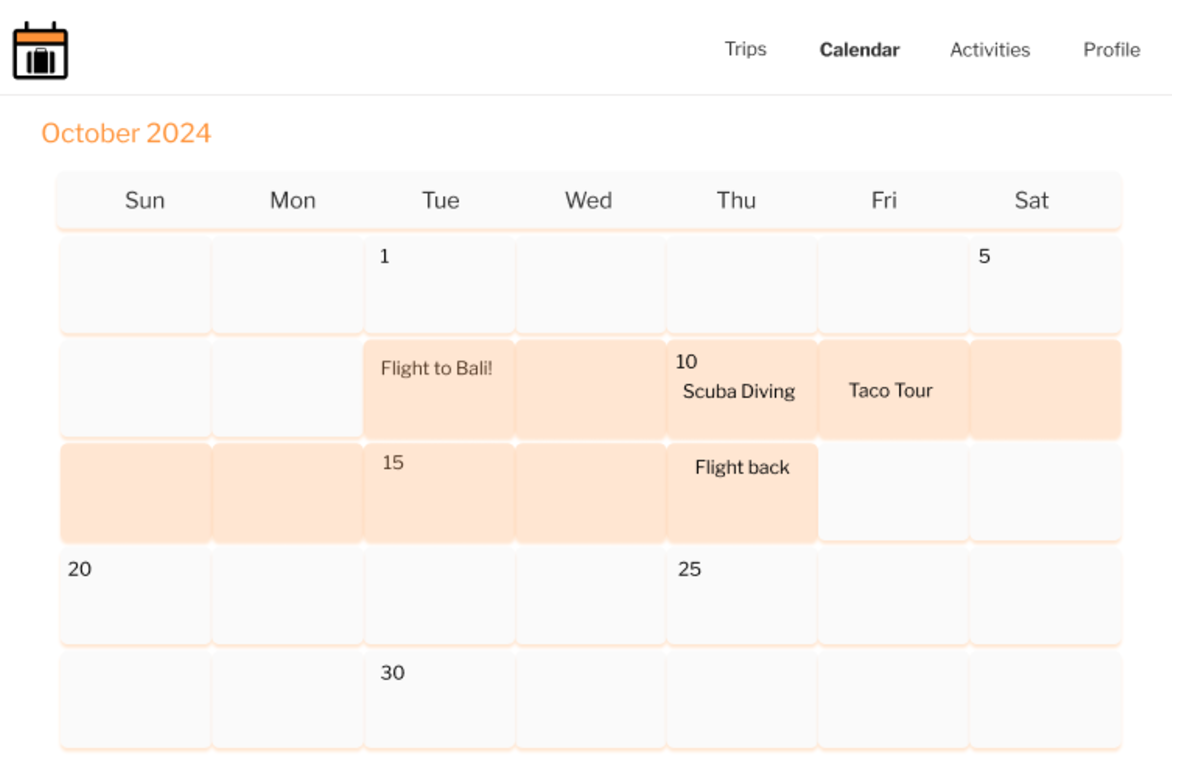 Trips Calendar Activities Profile
October 2024
Sun Mon Tue Wed Thu Fri Sat
1 5
Flight to Bali!
10
Scuba Diving
Taco Tour
15
Flight back
20 25
30